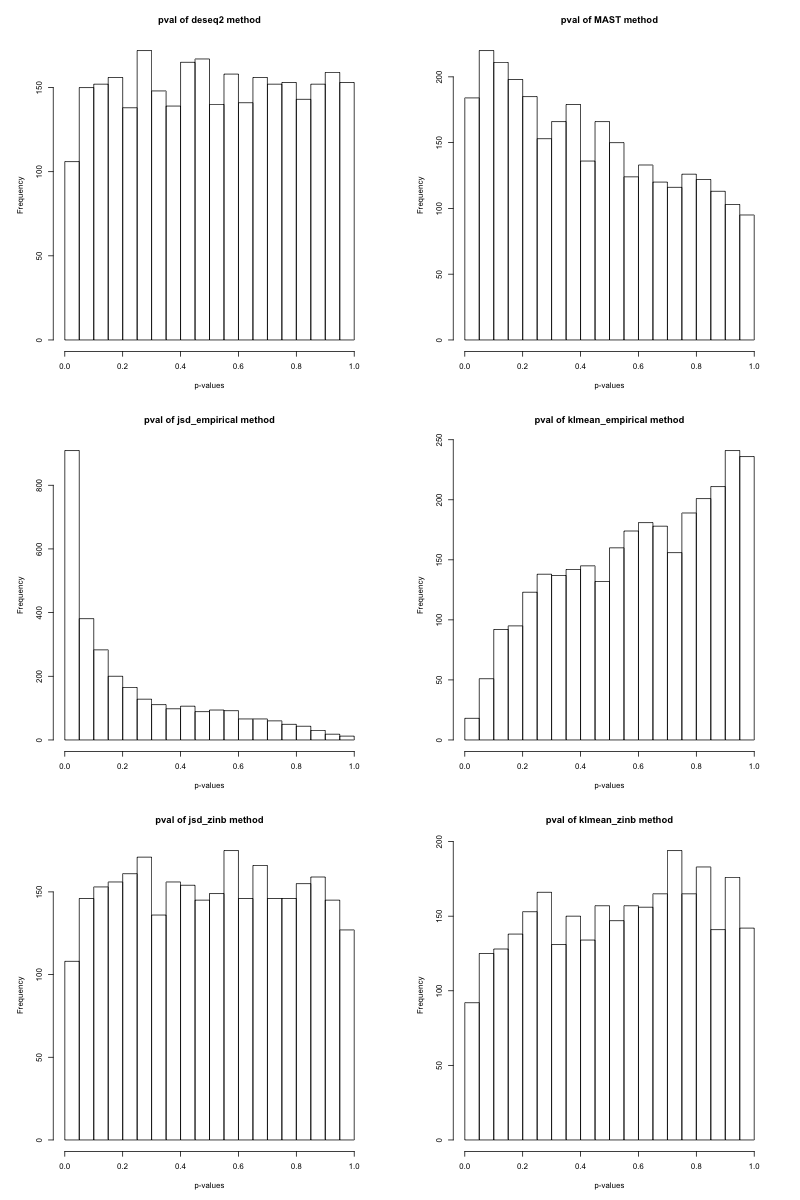 pval of deseq2 method
Frequency
0 50 100 150
0.0 0.2 0.4 0.6 0.8 1.0
p-values
pval of MAST method
Frequency
0 50 100 150 200
0.0 0.2 0.4 0.6 0.8 1.0
p-values
pval of jsd_empirical method
Frequency
0 200 400 600 800
0.0 0.2 0.4 0.6 0.8 1.0
p-values
pval of klmean_empirical method
Frequency
0 50 100 150 200 250
0.0 0.2 0.4 0.6 0.8 1.0
p-values
pval of jsd_zinb method
Frequency
0 50 100 150
0.0 0.2 0.4 0.6 0.8 1.0
p-values
pval of klmean_zinb method
Frequency
0 50 100 150 200
0.0 0.2 0.4 0.6 0.8 1.0
p-values